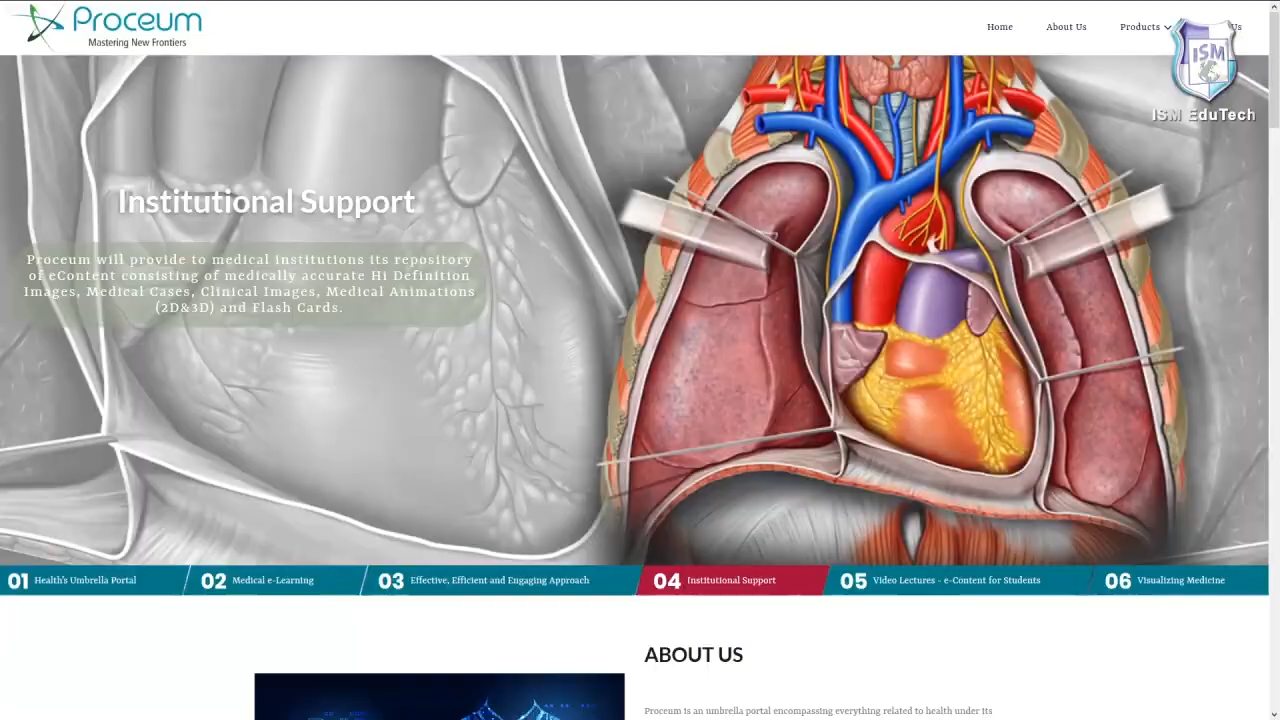 Proceum
Mastering New Frontiers
Home
About Us
Products
Us
ISM
ISM EduTech
Institutional Support
Proceum will provide to medical institutions its repository
of eContent consisting of medically accurate Hi Definition
Images, Medical Cases, Clinical Images, Medical Animations
(2D&3D) and Flash Cards.
01 Health's Umbrella Portal
02 Medical e-Learning
03 Effective, Efficient and Engaging Approach
04 Institutional Support
05 Video Lectures - e-Content for Students
06 Visualizing Medicine
ABOUT US
Proceum is an umbrella portal encompassing everything related to health under its